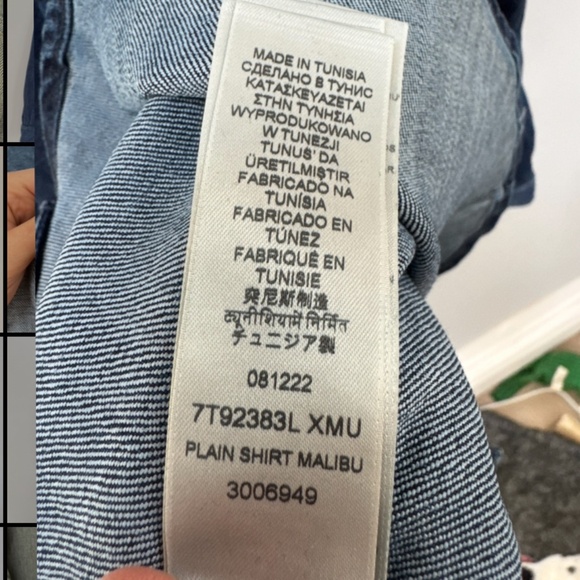 MADE IN TUNISIA
СДЕЛАНО В ТУНИС
ΚΑΤΑΣΚΕΥΑΖΕΤΑΙ
ΣΤΗΝ ΤΥΝΗΣΙΑ
WYPRODUKOWANO
W TUNEZJI
TUNUS' DA
ÜRETILMIŞTIR
FABRICADO NA
TUNÍSIA
FABRICADO EN
TÚNEZ
FABRIQUÉ EN
TUNISIE
突尼斯制造
ट्यूनीशियामें निर्मित
チュニジア製
081222
7T92383L XMU
PLAIN SHIRT MALIBU
3006949